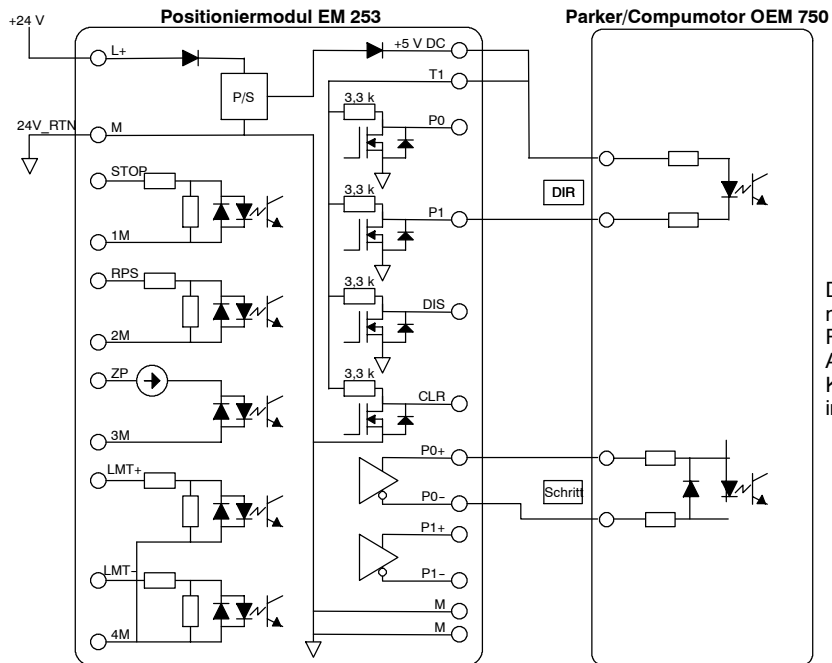 Positioniermodul EM 253
Parker/Compumotor OEM 750
+24 V
L+
P/S
+5 V DC
T1
3,3 k
P0
24V_RTN
M
STOP
1M
3,3 k
P1
DIR
RPS
2M
3,3 k
DIS
ZP
3M
3,3 k
CLR
LMT+
P0+
P0−
Schritt
P1+
LMT−
P1−
4M
M
M